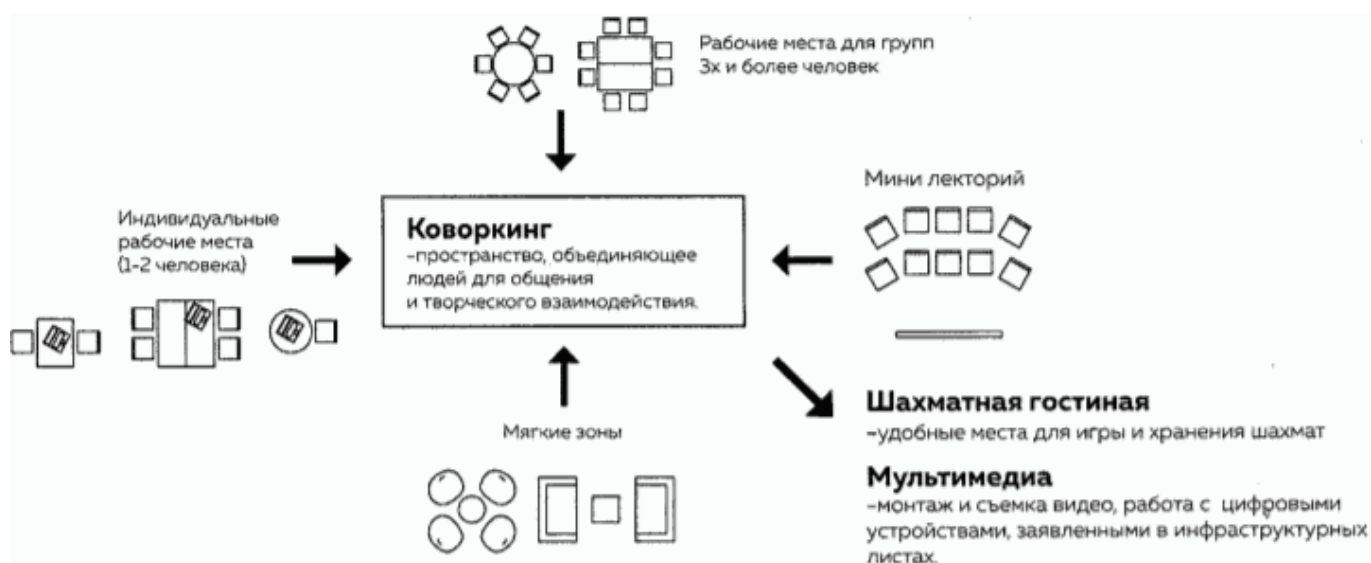 Рабочие места для групп
3х и более человек
Мини лекторий
Индивидуальные
рабочие места
(1-2 человека)
Коворкинг
-пространство, объединяющее
людей для общения
и творческого взаимодействия.
Мягкие зоны
Шахматная гостиная
-удобные места для игры и хранения шахмат
Мультимедиа
-монтаж и съемка видео, работа с цифровыми
устройствами, заявленными в инфраструктурных
листах.